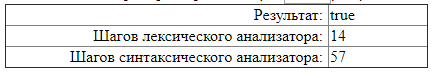 Результат: true
Шагов лексического анализатора: 14
Шагов синтаксического анализатора: 57